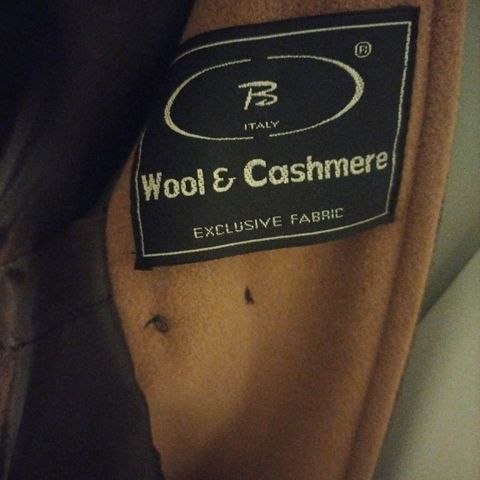 ®
B
ITALY
Wool & Cashmere
EXCLUSIVE FABRIC